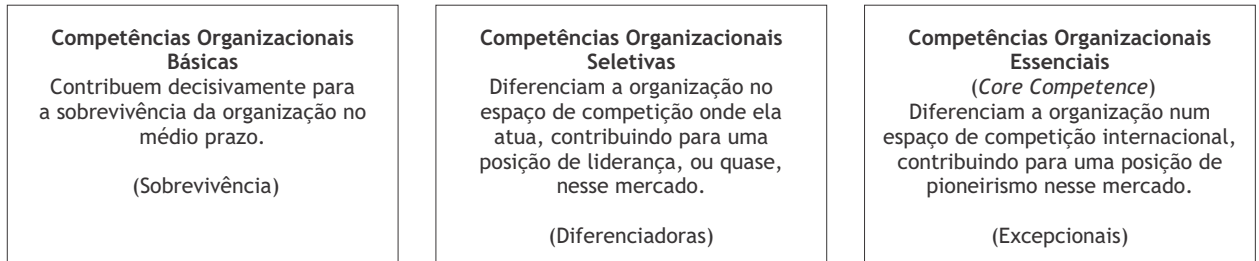 Competências Organizacionais
Básicas
Contribuem decisivamente para
a sobrevivência da organização no
médio prazo.
(Sobrevivência)
Competências Organizacionais
Seletivas
Diferenciam a organização no
espaço de competição onde ela
atua, contribuindo para uma
posição de liderança, ou quase,
nesse mercado.
(Diferenciadoras)
Competências Organizacionais
Essenciais
(Core Competence)
Diferenciam a organização num
espaço de competição internacional,
contribuindo para uma posição de
pioneirismo nesse mercado.
(Excepcionais)